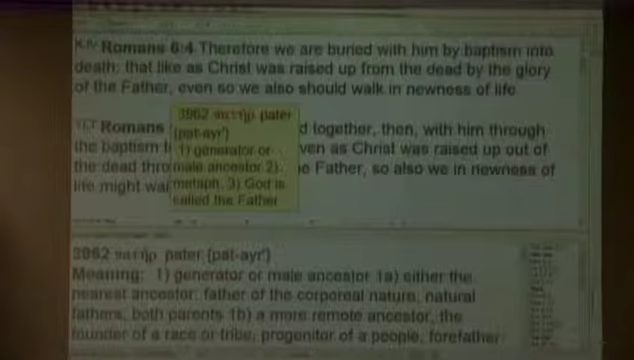 KJV Romans 6:4 Therefore we are buried with him by baptism into
death: that like as Christ was raised up from the dead by the glory
of the Father, even so we also should walk in newness of life
YLT Romans
d together, then, with him through
the baptism
ven as Christ was raised up out of
the dead thro
e Father, so also we in newness of
life might wal
3962 πατήρ pater
(pat-ayr')
1) generator or
male ancestor 2)
metaph. 3) God is
called the Father
3962 πατήρ pater {pat-ayr'}
Meaning: 1) generator or male ancestor 1a) either the
nearest ancestor: father of the corporeal nature, natural
fathers, both parents 1b) a more remote ancestor, the
founder of a race or tribe, progenitor of a people, forefather